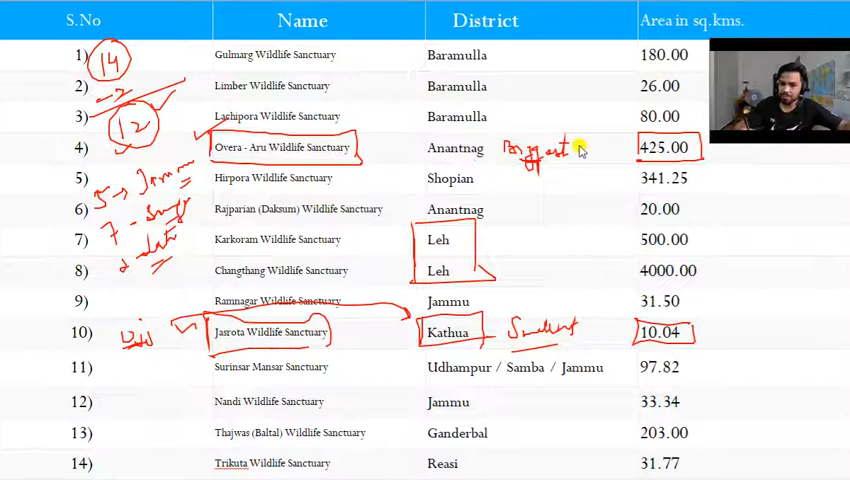 S.No Name District Area in sq.kms.
1) 14 Gulmarg Wildlife Sanctuary Baramulla 180.00
2) -2 Limber Wildlife Sanctuary Baramulla 26.00
3) 12 Lachipora Wildlife Sanctuary Baramulla 80.00
4) Overa - Aru Wildlife Sanctuary Anantnag Biggest 425.00
5) Hirpora Wildlife Sanctuary Shopian 341.25
6) Rajparian (Daksum) Wildlife Sanctuary Anantnag 20.00
7) Karkoram Wildlife Sanctuary Leh 500.00
8) Changthang Wildlife Sanctuary Leh 4000.00
9) Ramnagar Wildlife Sanctuary Jammu 31.50
10) Jasrota Wildlife Sanctuary Kathua Smallest 10.04
11) Surinsar Mansar Wildlife Sanctuary Udhampur / Samba / Jammu 97.82
12) Nandi Wildlife Sanctuary Jammu 33.34
13) Thajwas (Baltal) Wildlife Sanctuary Ganderbal 203.00
14) Trikuta Wildlife Sanctuary Reasi 31.77